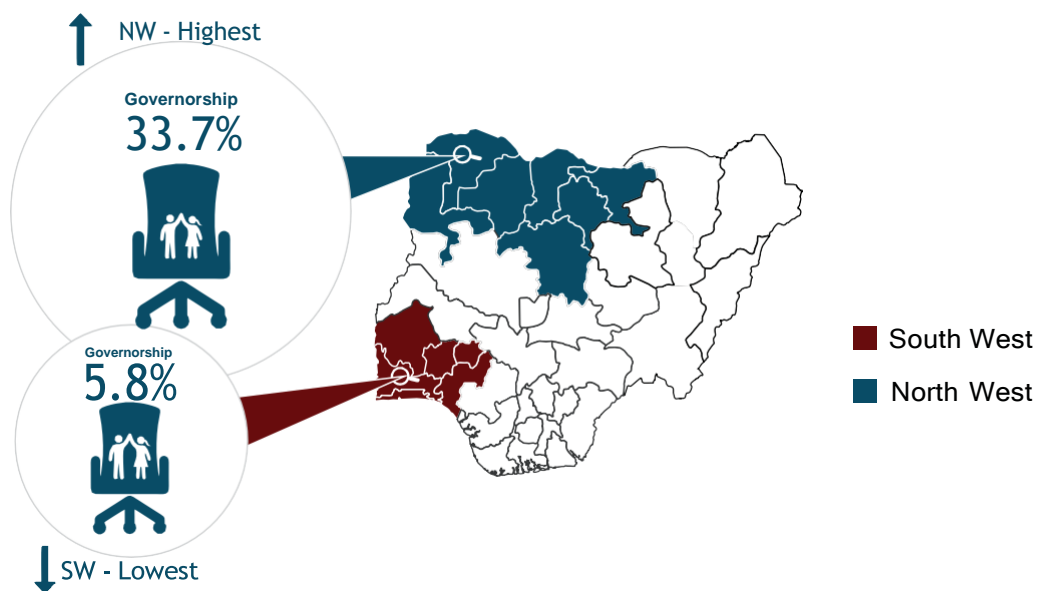 NW - Highest
Governorship
33.7%
Governorship
5.8%
SW - Lowest
South West
North West